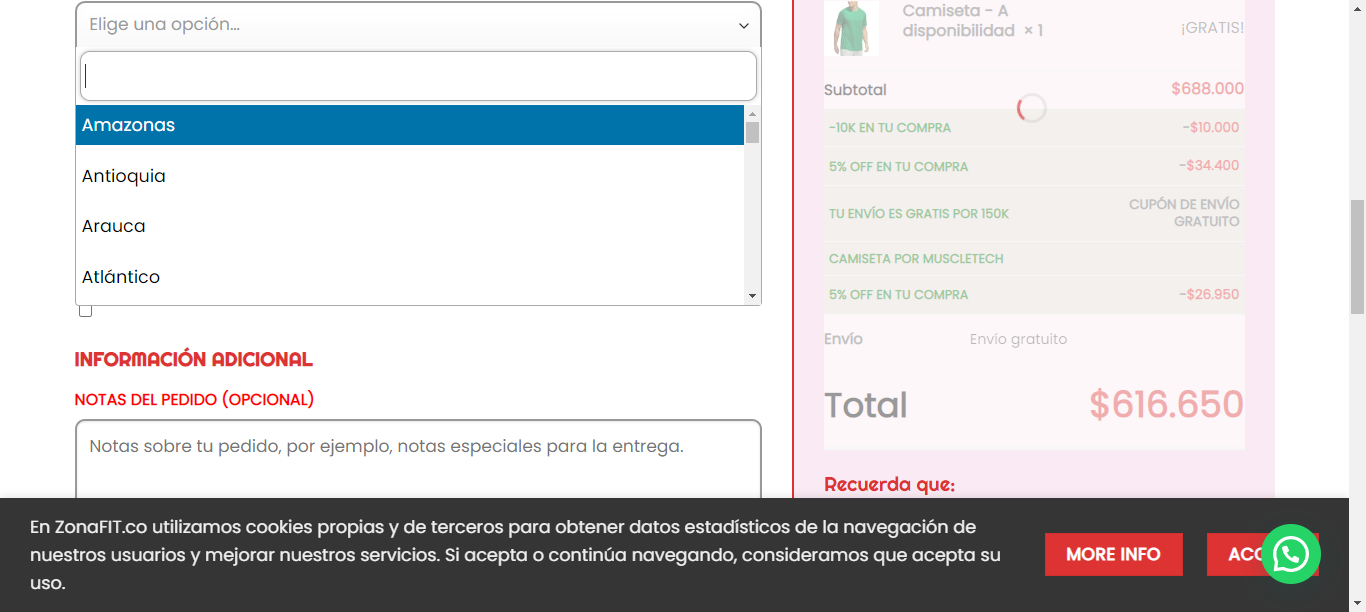 Elige una opción...
Amazonas
Antioquia
Arauca
Atlántico
INFORMACIÓN ADICIONAL
NOTAS DEL PEDIDO (OPCIONAL)
Notas sobre tu pedido, por ejemplo, notas especiales para la entrega.
Camiseta - A
disponibilidad × 1
¡GRATIS!
Subtotal $688.000
-10K EN TU COMPRA -$10.000
5% OFF EN TU COMPRA -$34.400
TU ENVÍO ES GRATIS POR 150K
CUPÓN DE ENVÍO
GRATUITO
CAMISETA POR MUSCLETECH
5% OFF EN TU COMPRA -$26.950
Envío Envío gratuito
Total $616.650
Recuerda que:
En ZonaFIT.co utilizamos cookies propias y de terceros para obtener datos estadísticos de la navegación de
nuestros usuarios y mejorar nuestros servicios. Si acepta o continúa navegando, consideramos que acepta su
uso.
MORE INFO